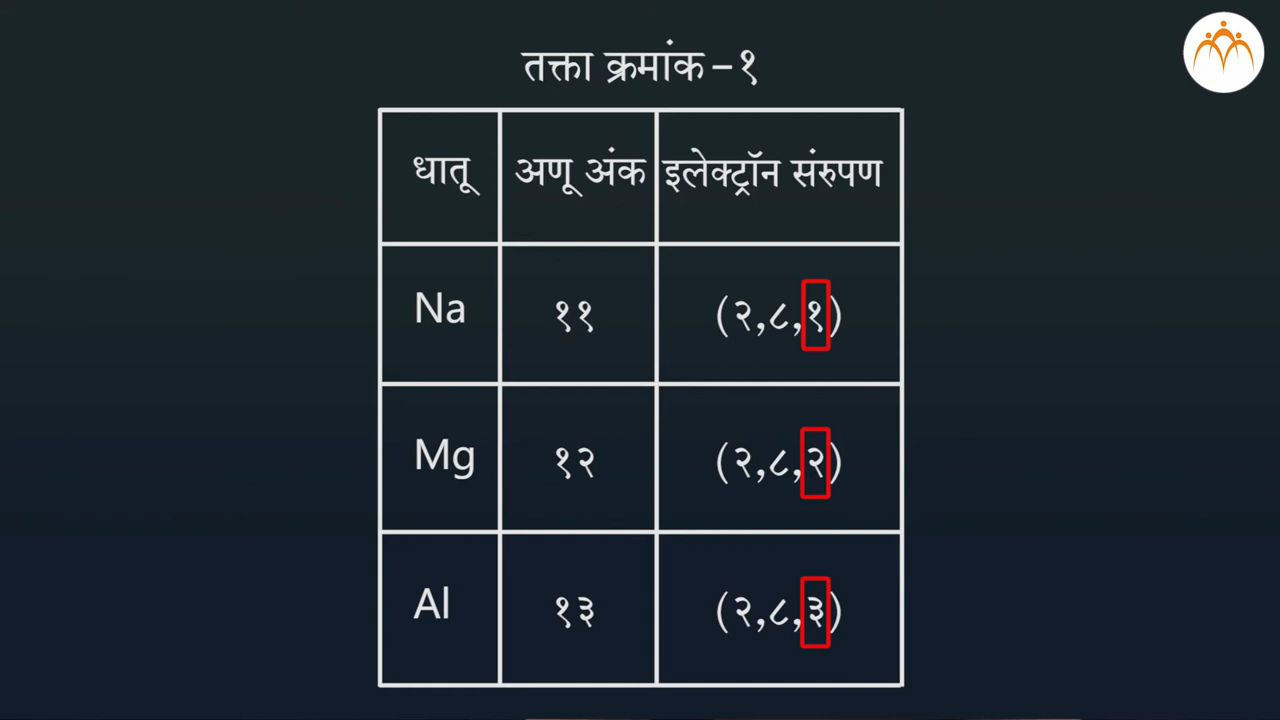 तक्ता क्रमांक-१
धातू अणू अंक इलेक्ट्रॉन संरुपण
Na ११ (२,८,१)
Mg १२ (२,८,२)
Al १३ (२,८,३)